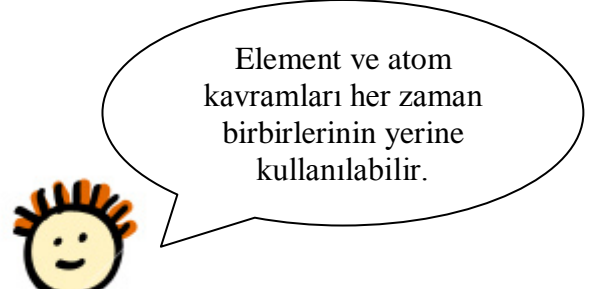 Element ve atom
kavramları her zaman
birbirlerinin yerine
kullanılabilir.